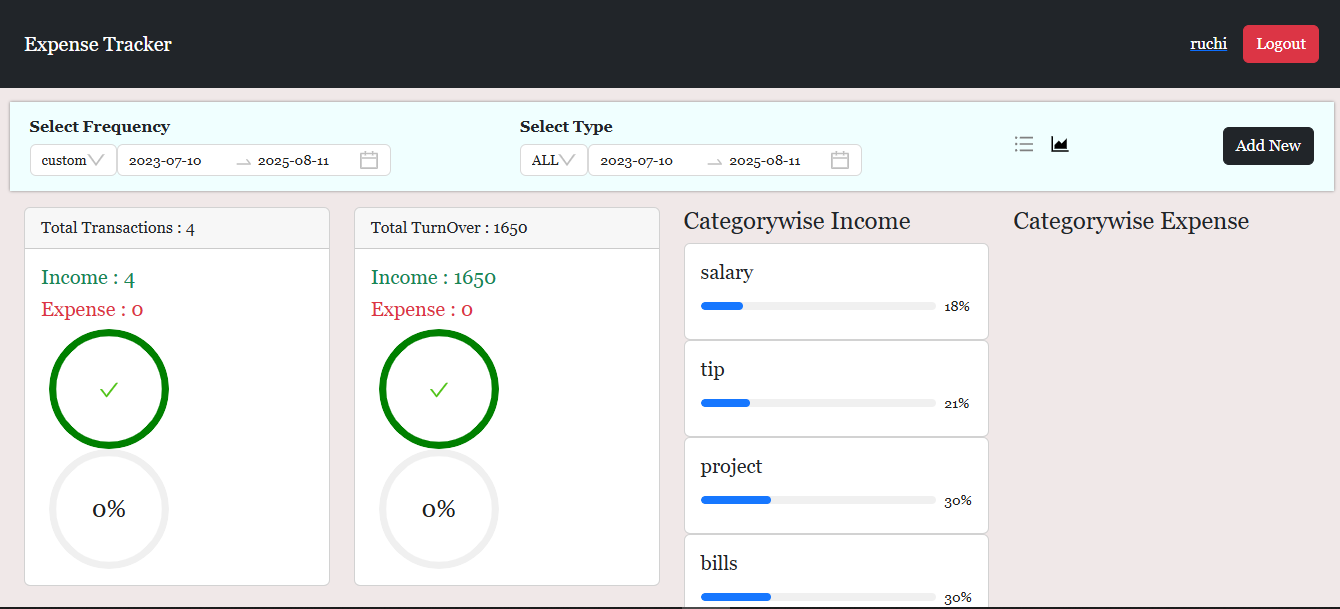 Expense Tracker
ruchi
Logout
Select Frequency
custom
2023-07-10
2025-08-11
Select Type
ALL
2023-07-10
2025-08-11
Add New
Total Transactions : 4
Income : 4
Expense : 0
0%
Total TurnOver : 1650
Income : 1650
Expense : 0
0%
Categorywise Income
salary
18%
tip
21%
project
30%
bills
30%
Categorywise Expense